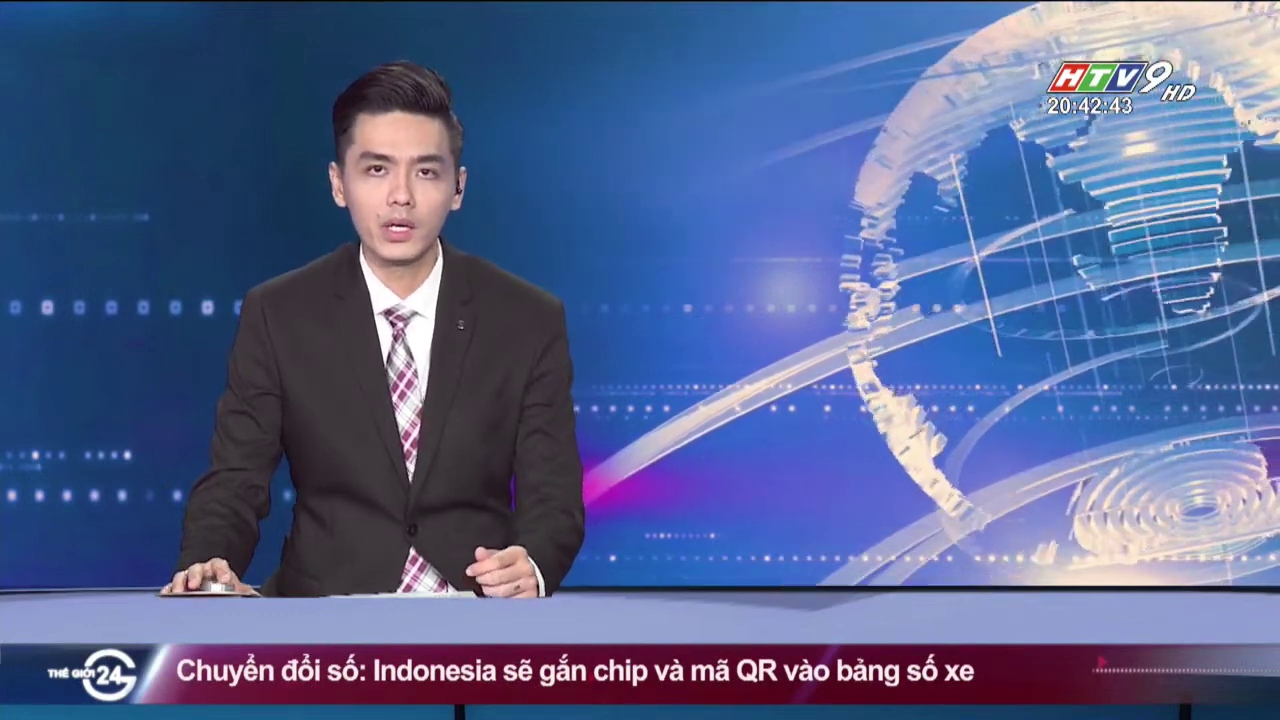 HTV9 HD
20:42:43
THẾ GIỚI 24G
Chuyển đổi số: Indonesia sẽ gắn chip và mã QR vào bảng số xe